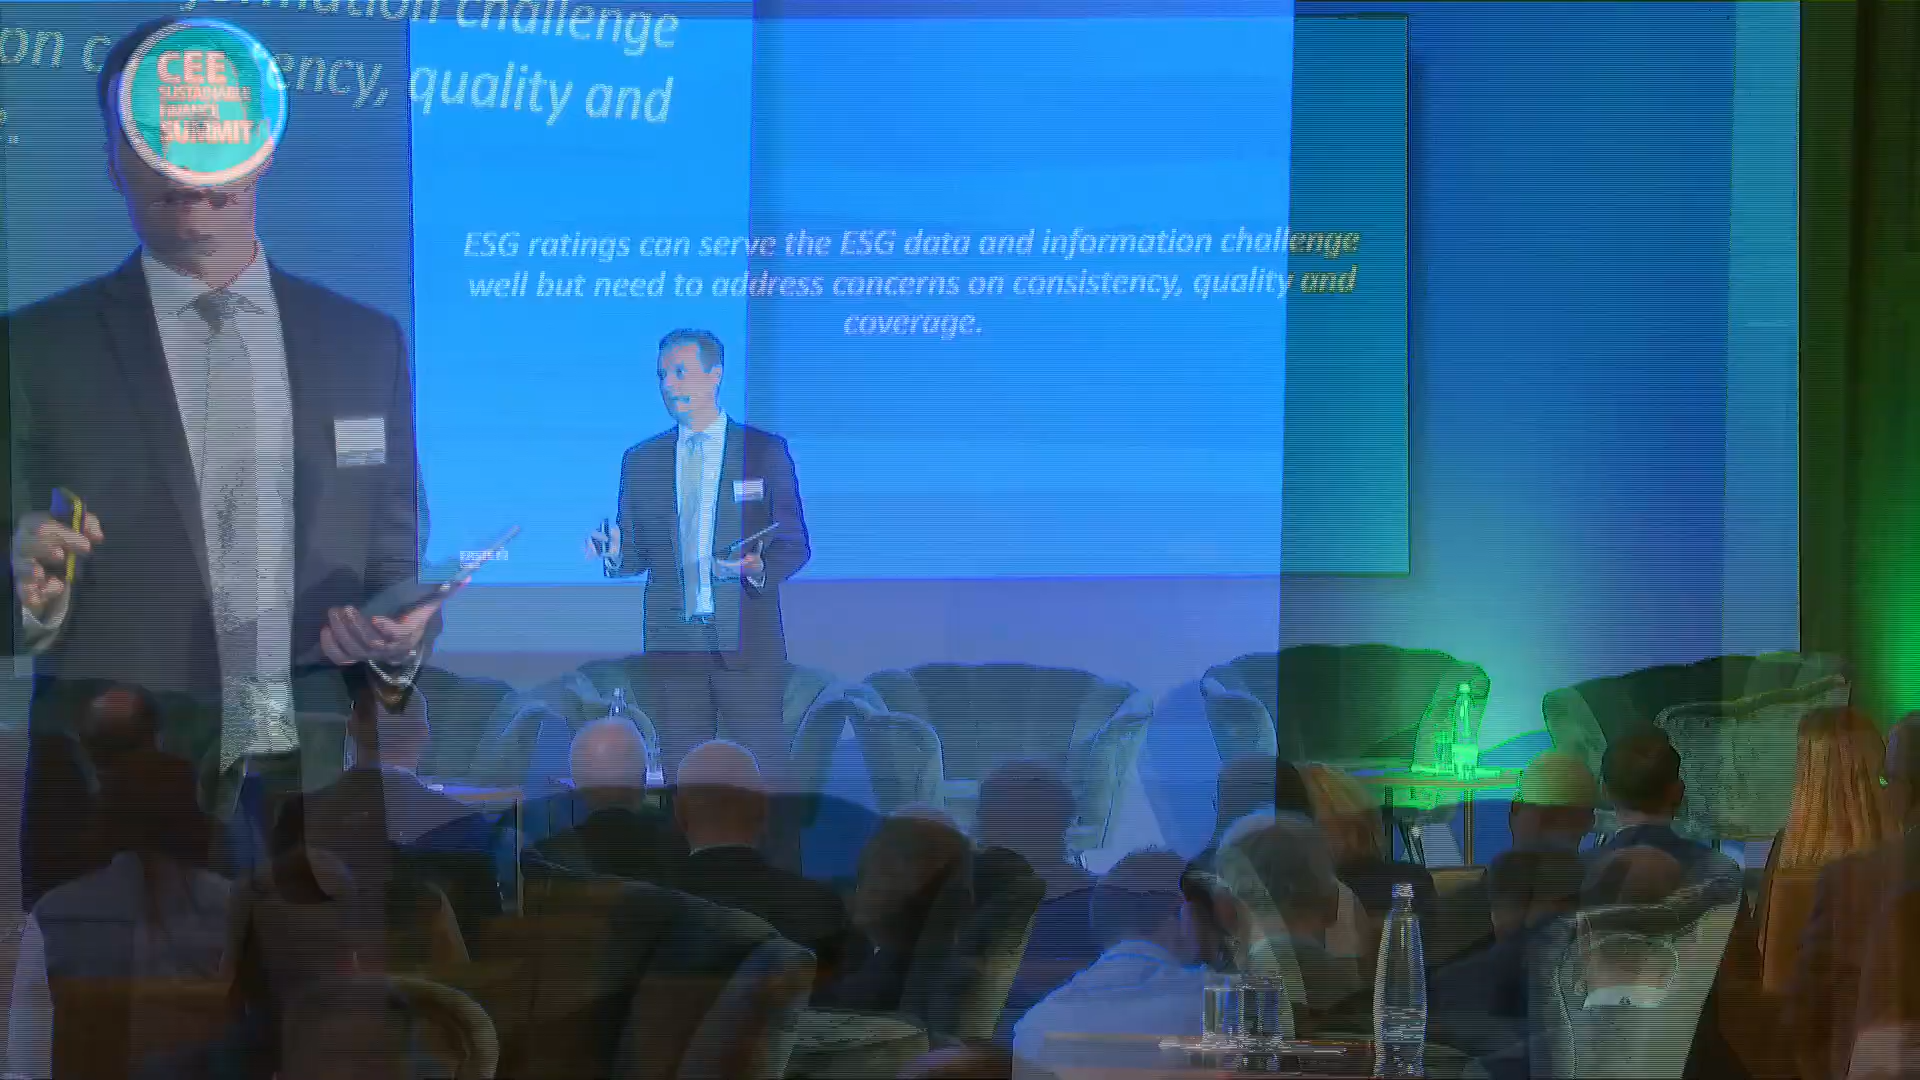 formation challenge
on c ency, quality and
e.
CEE
SUSTAINABLE
FINANCE
SUMMIT
ESG ratings can serve the ESG data and information challenge
well but need to address concerns on consistency, quality and
coverage.